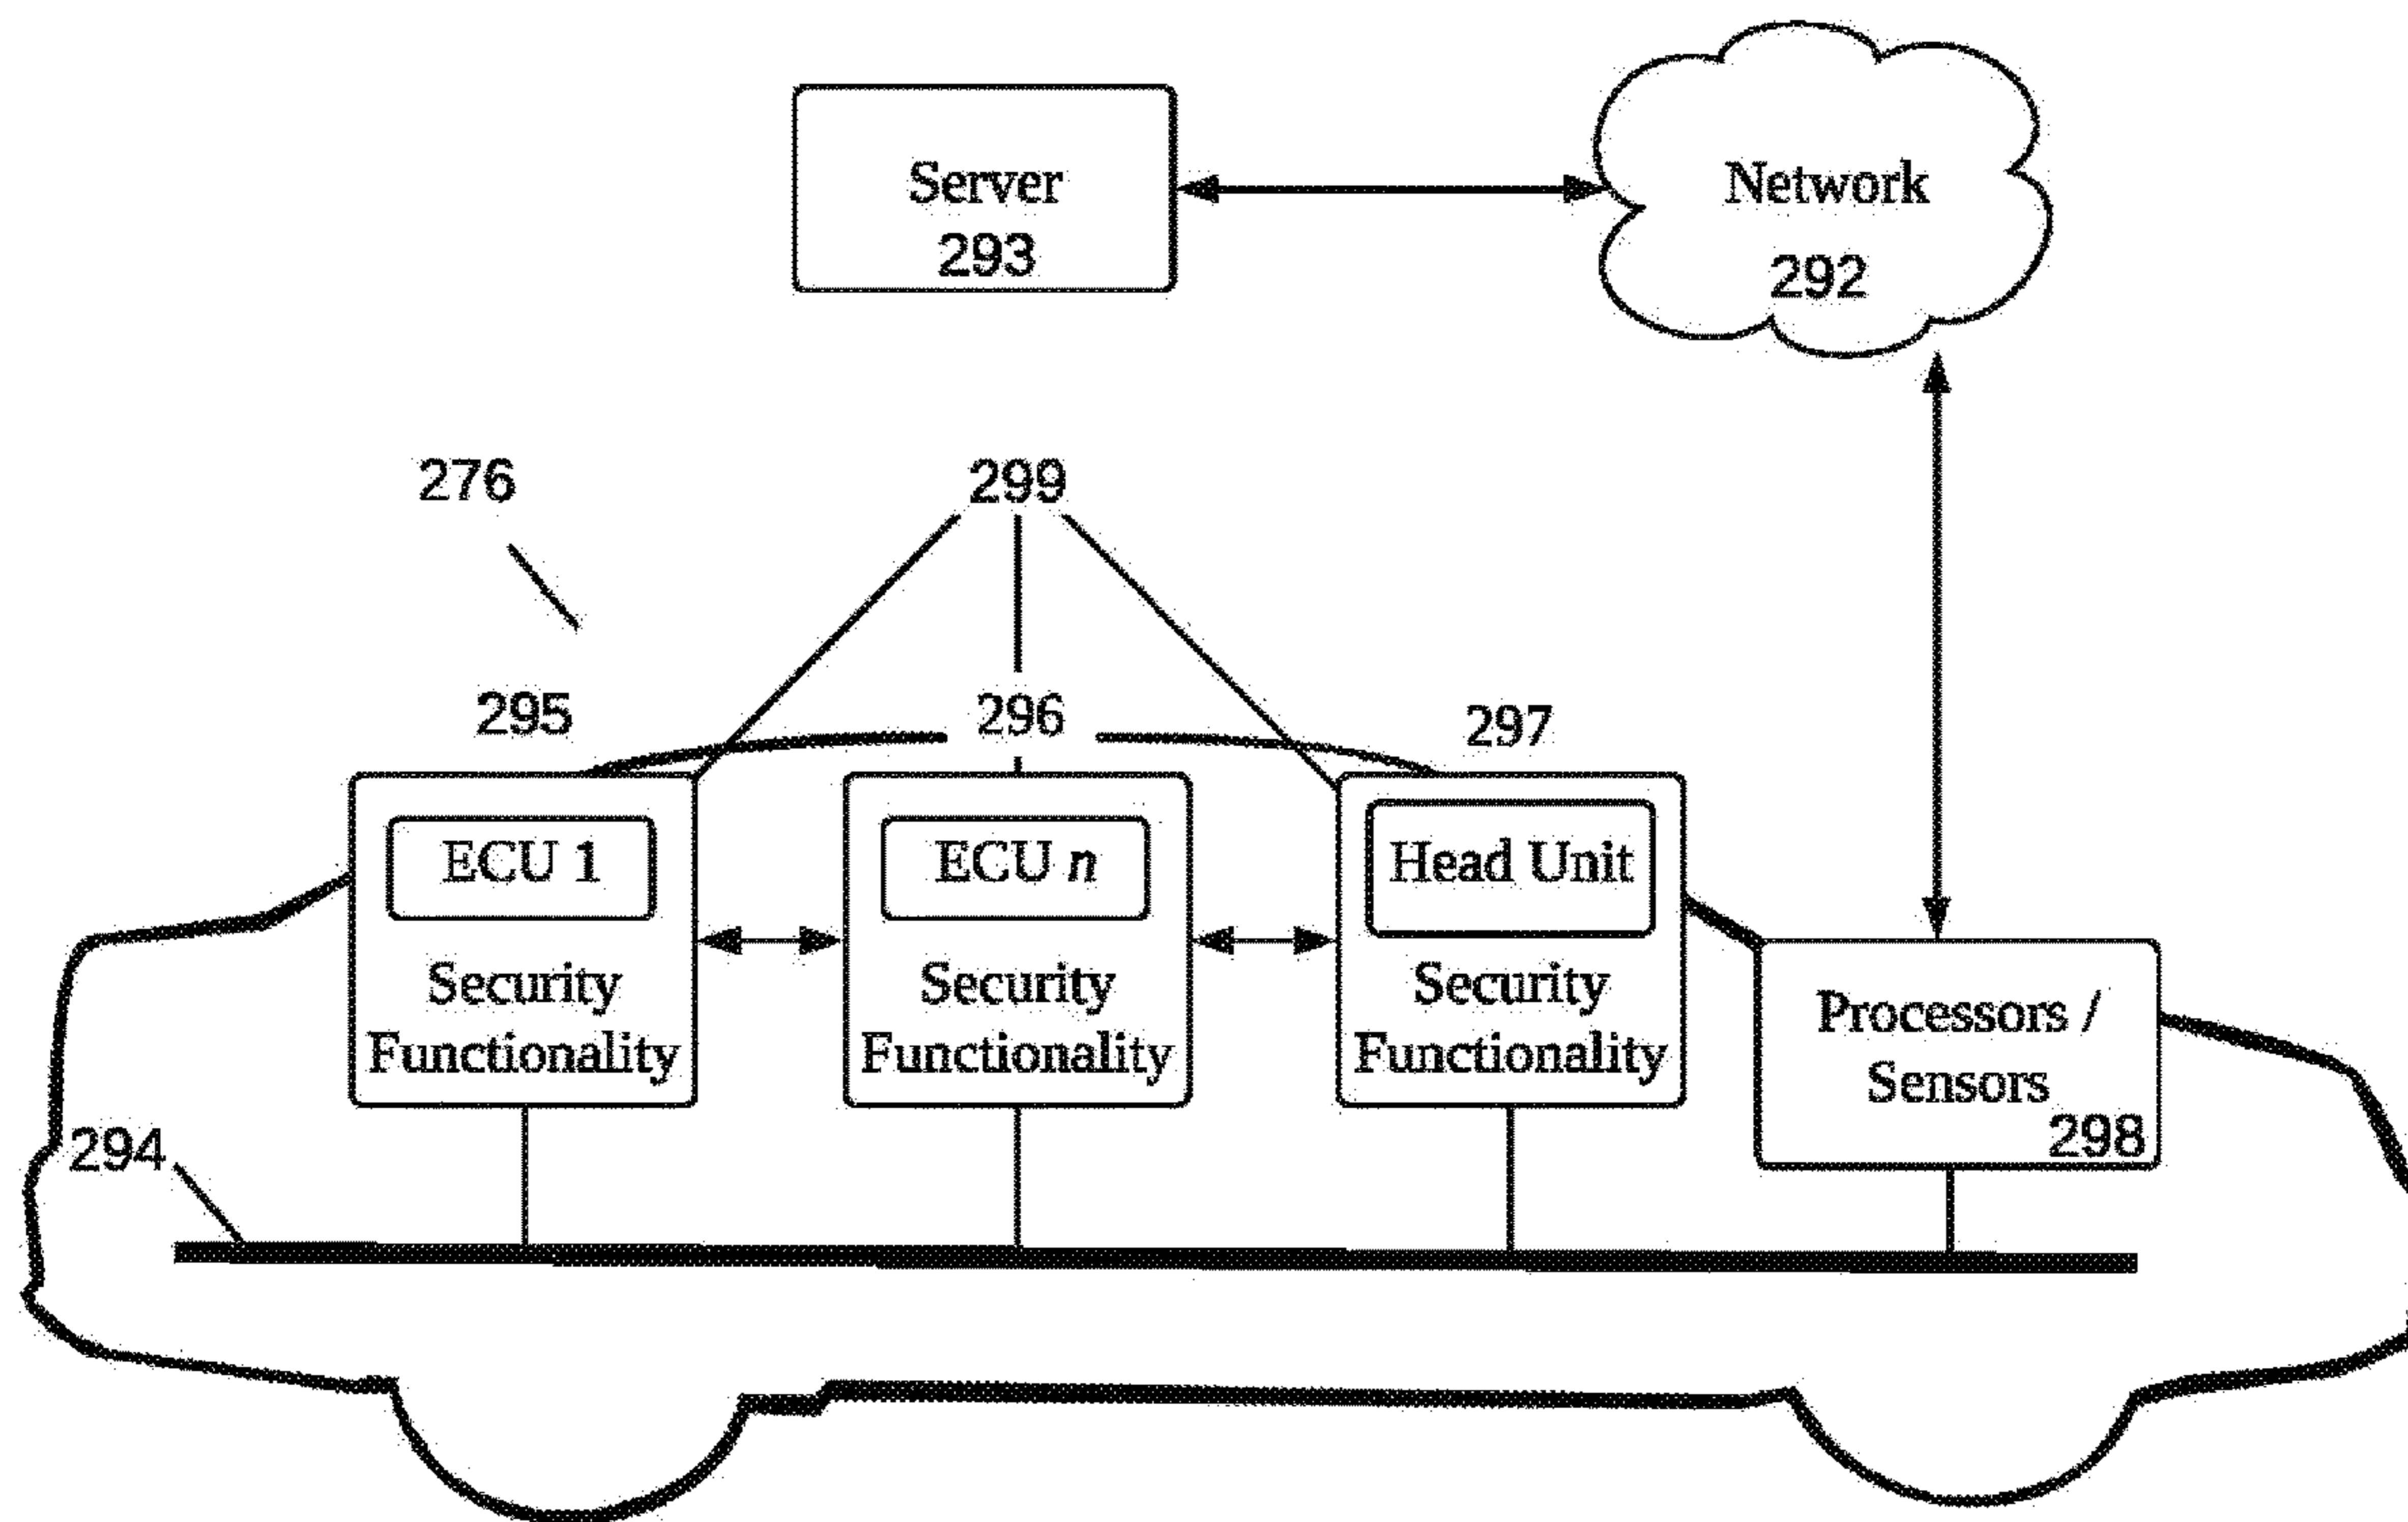 Server
293
Network
292
276
299
295
296
297
ECU 1
Security
Functionality
ECU n
Security
Functionality
Head Unit
Security
Functionality
Processors /
Sensors
298
294